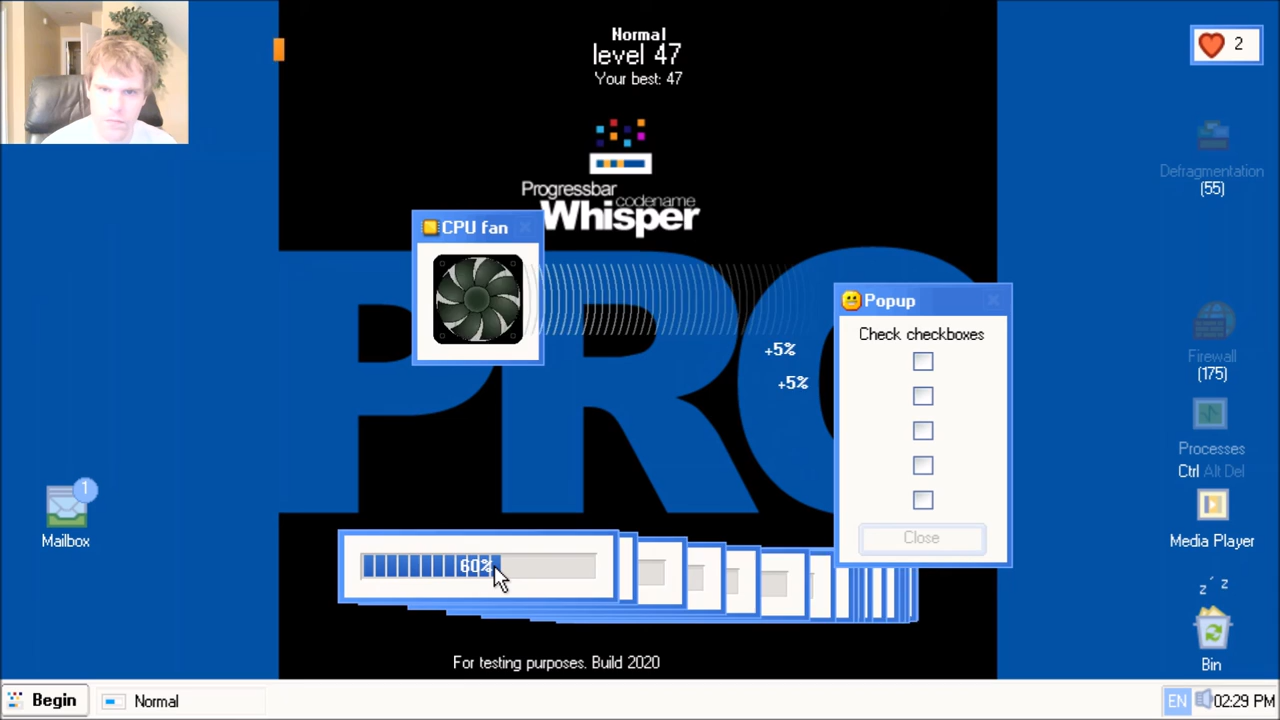 Normal
level 47
Your best: 47
2
Defragmentation
(55)
Progressbar
codename
Whisper
CPU fan
PRO
Popup
Check checkboxes
+5%
+5%
Firewall
(175)
Processes
Ctrl Alt Del
1
Mailbox
Media Player
Close
60%
z z
Bin
For testing purposes. Build 2020
Begin
Normal
EN
02:29 PM